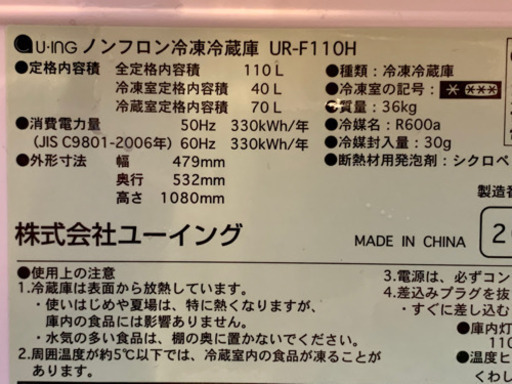 U·ING ノンフロン冷凍冷蔵庫 UR-F110H
●定格内容積 全定格内容積 110 L
冷凍室定格内容積 40 L
冷蔵室定格内容積 70 L
●消費電力量 50Hz 330kWh/年
(JIS C9801-2006年) 60Hz 330kWh/年
●外形寸法 幅 479mm
奥行 532mm
高さ 1080mm
●種類：冷凍冷蔵庫
●冷凍室の記号：* ***
●質量：36kg
●冷媒名：R600a
●冷媒封入量：30g
●断熱材用発泡剤：シクロペ
製造番
株式会社ユーイング MADE IN CHINA 2
●使用上の注意
1.冷蔵庫は表面から放熱しています。
・使いはじめや夏場は、特に熱くなりますが、
庫内の食品には影響ありません。
・水気の多い食品は、棚の奥に置かないでください。
2.周囲温度が約5℃以下では、冷蔵室内の食品が凍ることが
あります。
3.電源は、必ずコン
4.差込みプラグを抜
・すぐに差し込む
●庫内灯
110
●温度ヒ
くわし